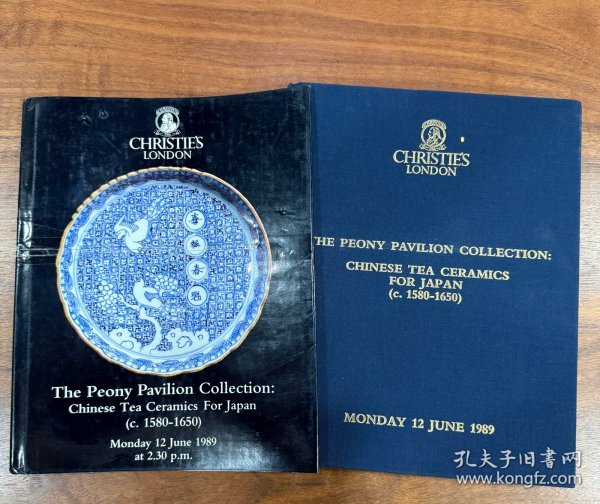 CHRISTIE'S
LONDON
The Peony Pavilion Collection:
Chinese Tea Ceramics For Japan
(c. 1580-1650)
Monday 12 June 1989
at 2.30 p.m.
CHRISTIE'S
LONDON
THE PEONY PAVILION COLLECTION:
CHINESE TEA CERAMICS
FOR JAPAN
(c. 1580-1650)
MONDAY 12 JUNE 1989
孔夫子旧书网
www.kongfz.com